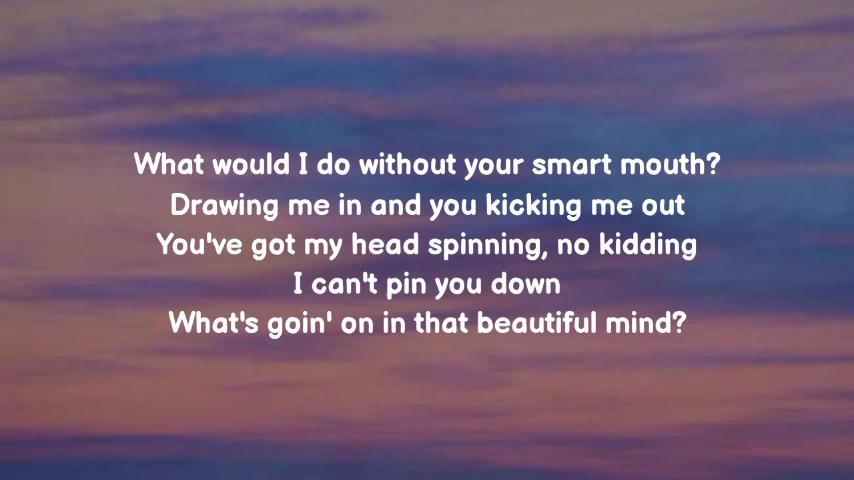 What would I do without your smart mouth?
Drawing me in and you kicking me out
You've got my head spinning, no kidding
I can't pin you down
What's goin' on in that beautiful mind?